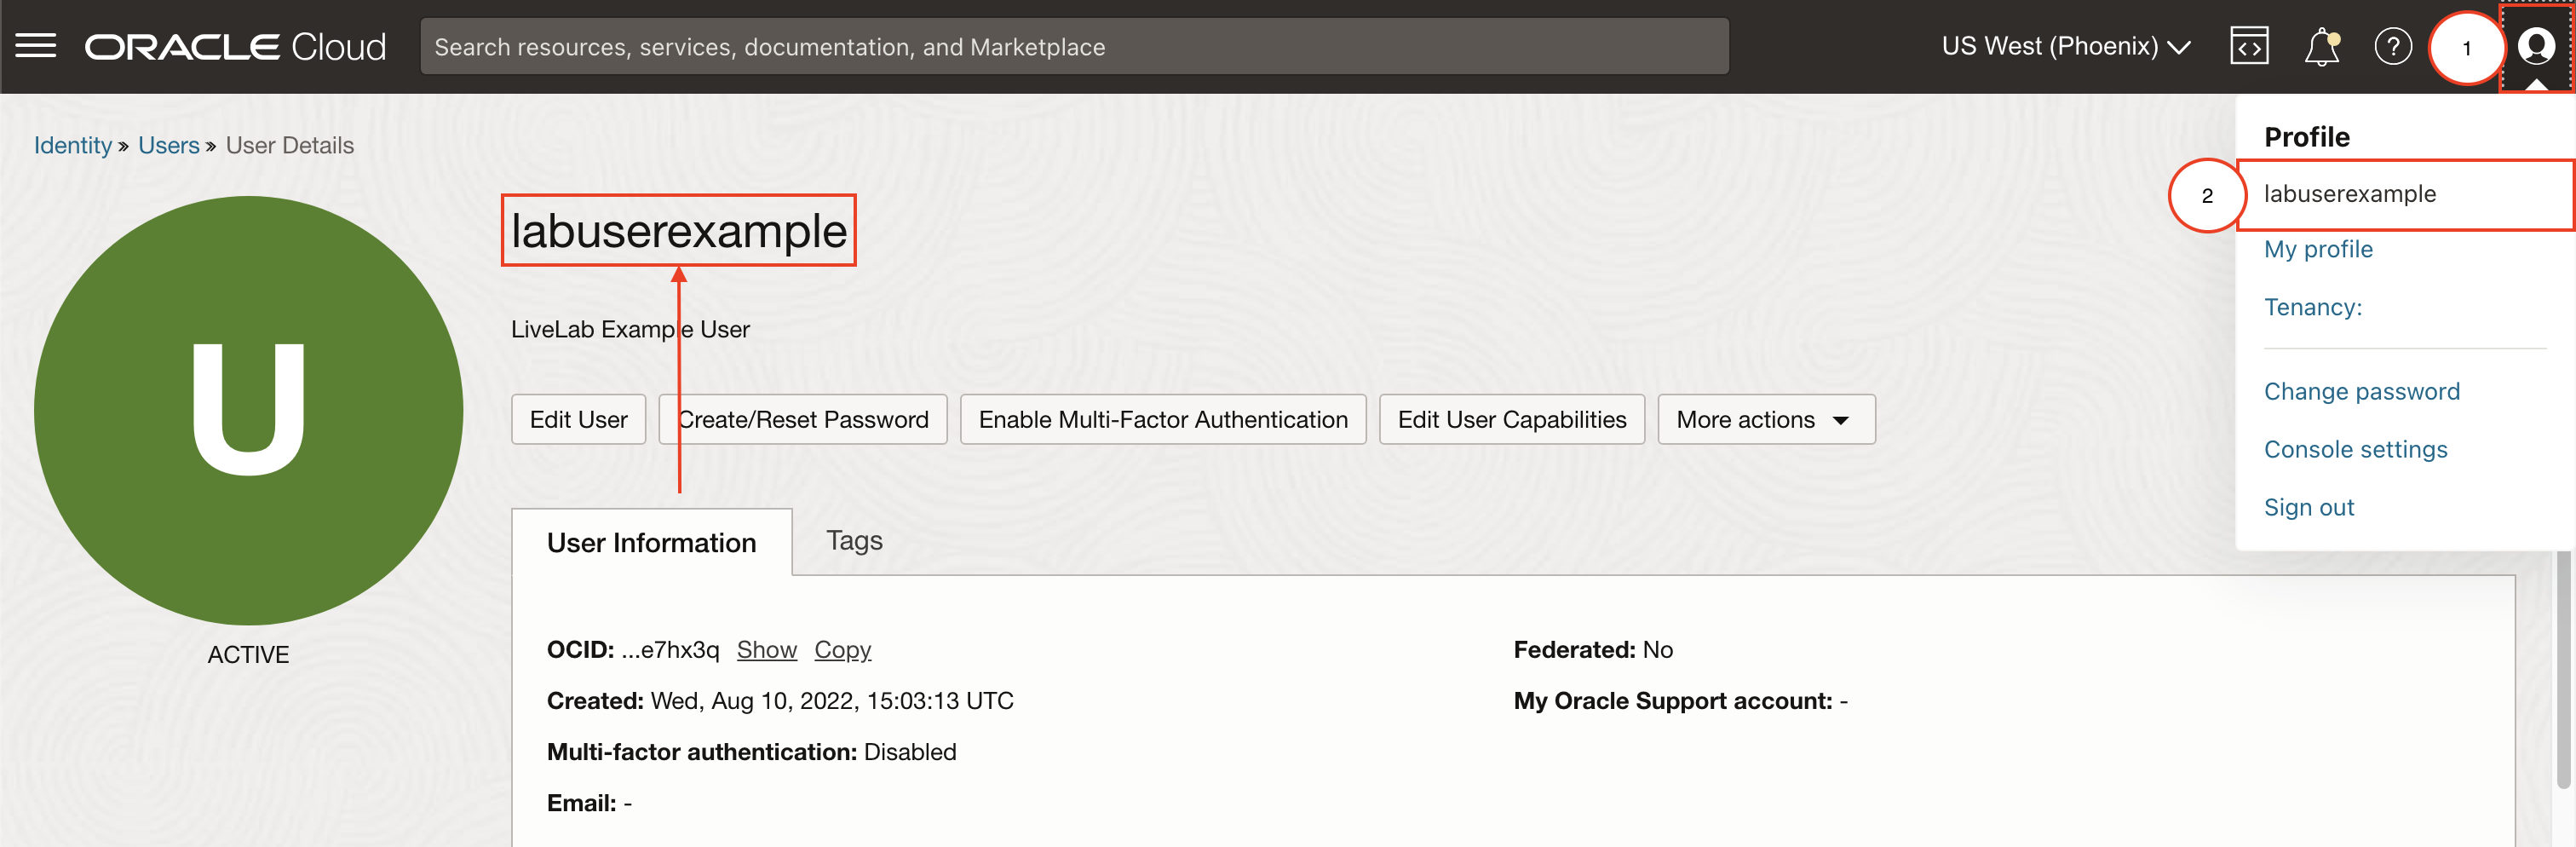 ORACLE Cloud
Search resources, services, documentation, and Marketplace
US West (Phoenix)
?
1
Identity » Users » User Details
Profile
2
labuserexample
My profile
Tenancy:
Change password
Console settings
Sign out
U
ACTIVE
labuserexample
LiveLab Example User
Edit User
Create/Reset Password
Enable Multi-Factor Authentication
Edit User Capabilities
More actions
User Information
Tags
OCID: ...e7hx3q Show Copy
Created: Wed, Aug 10, 2022, 15:03:13 UTC
Multi-factor authentication: Disabled
Email: -
Federated: No
My Oracle Support account: -